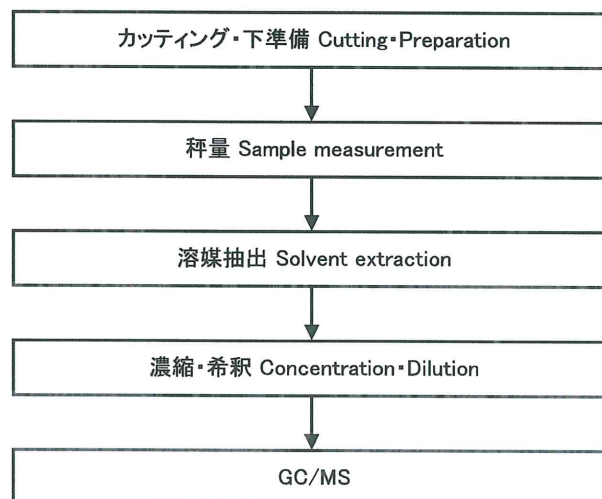 カッティング・下準備 Cutting・Preparation
秤量 Sample measurement
溶媒抽出 Solvent extraction
濃縮・希釈 Concentration・Dilution
GC/MS